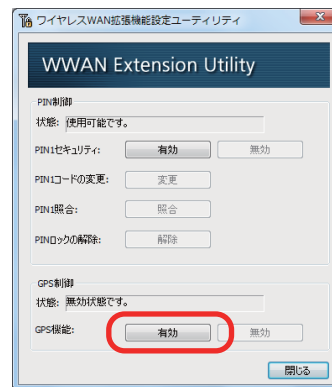 ワイヤレスWAN拡張機能設定ユーティリティ
WWAN Extension Utility
PIN制御
状態: 使用可能です。
PIN1セキュリティ: 有効 無効
PIN1コードの変更: 変更
PIN1照合: 照合
PINロックの解除: 解除
GPS制御
状態: 無効状態です。
GPS機能: 有効 無効
閉じる